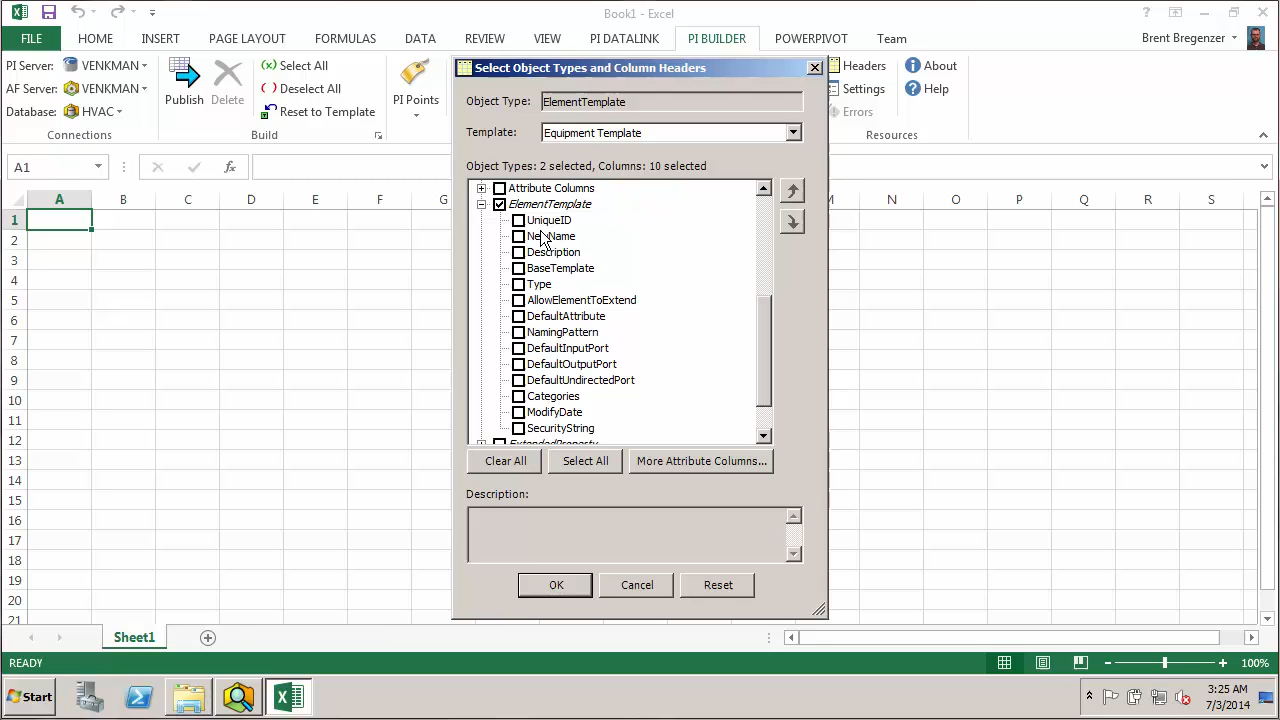 Book1 - Excel
FILE HOME INSERT PAGE LAYOUT FORMULAS DATA REVIEW VIEW PI DATALINK PI BUILDER POWERPIVOT Team Brent Bregenzer
PI Server: VENKMAN
AF Server: VENKMAN
Database: HVAC
Connections
Publish
Delete
(x) Select All
( ) Deselect All
Reset to Template
Build
PI Points
Headers
Settings
Errors
About
Help
Resources
Select Object Types and Column Headers
Object Type: ElementTemplate
Template: Equipment Template
Object Types: 2 selected, Columns: 10 selected
Attribute Columns
ElementTemplate
UniqueID
Description
BaseTemplate
Type
AllowElementToExtend
DefaultAttribute
NamingPattern
DefaultInputPort
DefaultOutputPort
DefaultUndirectedPort
Categories
ModifyDate
SecurityString
ExtendedProperty
Clear All Select All More Attribute Columns...
Description:
OK Cancel Reset
A1 fx
A B C D E F G M N O P Q R S
1
2
3
4
5
6
7
8
9
10
11
12
13
14
15
16
17
18
19
20
21
Sheet1
READY 100%
Start 3:25 AM
7/3/2014